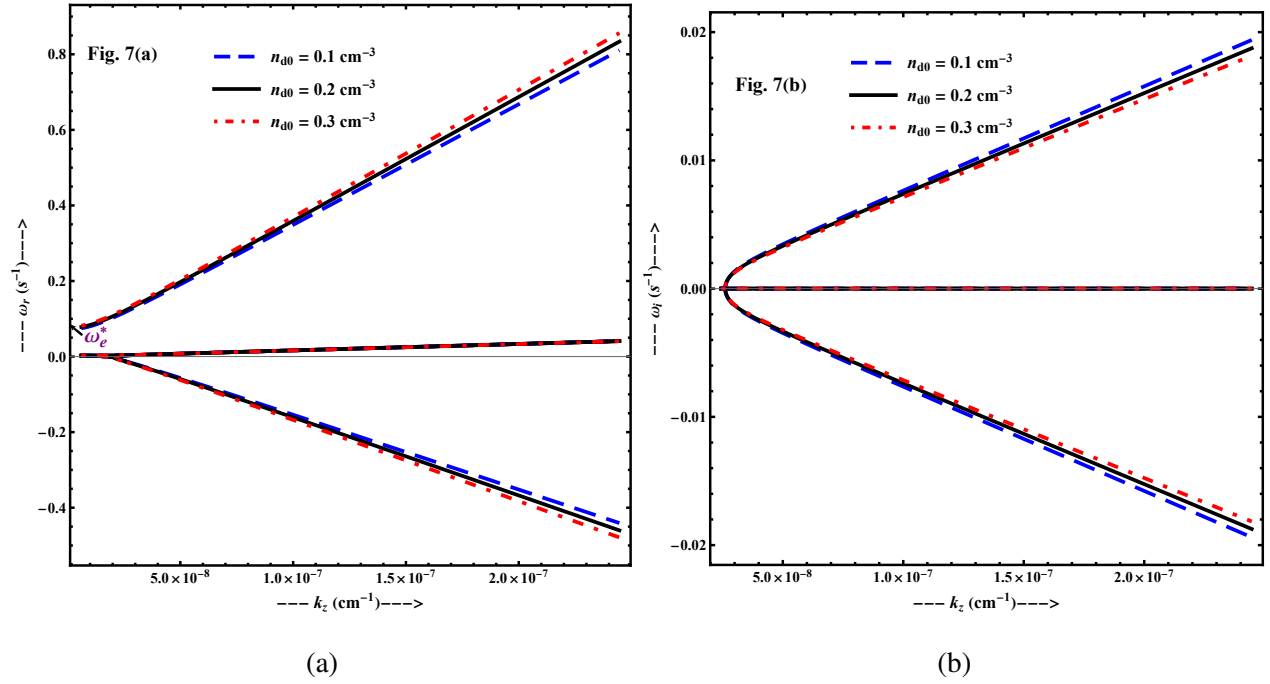 Fig. 7(a)
n_d0 = 0.1 cm⁻³
n_d0 = 0.2 cm⁻³
n_d0 = 0.3 cm⁻³
0.8
0.6
0.4
0.2
0.0
−0.2
−0.4
ω_e^*
−−− ω_r (s⁻¹)−−−>
5.0×10⁻⁸
1.0×10⁻⁷
1.5×10⁻⁷
2.0×10⁻⁷
−−− k_z (cm⁻¹)−−−>
(a)
Fig. 7(b)
n_d0 = 0.1 cm⁻³
n_d0 = 0.2 cm⁻³
n_d0 = 0.3 cm⁻³
0.02
0.01
0.00
−0.01
−0.02
−−− ω_i (s⁻¹)−−−>
5.0×10⁻⁸
1.0×10⁻⁷
1.5×10⁻⁷
2.0×10⁻⁷
−−− k_z (cm⁻¹)−−−>
(b)